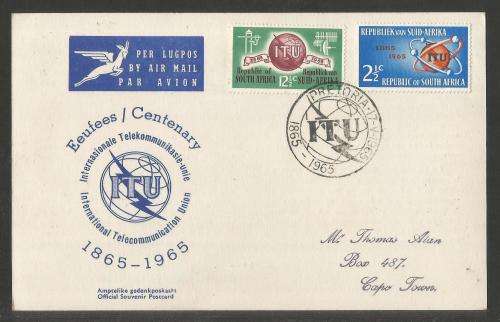 PER LUGPOS
BY AIR MAIL
PAR AVION
1865 1965
ITU
Republic of SOUTH AFRICA
Republiek van SUID-AFRIKA
12½c
REPUBLIEK VAN SUID-AFRIKA
1865
1965
ITU
2½c
REPUBLIC OF SOUTH AFRICA
PRETORIA
ITU
1865 – 1965
Eeufees / Centenary
Internasionale Telekommunikasie-unie
ITU
International Telecommunication Union
1865 – 1965
Amptelike gedenkposkaart
Official Souvenir Postcard
Mr Thomas Alan
Box 487.
Cape Town.